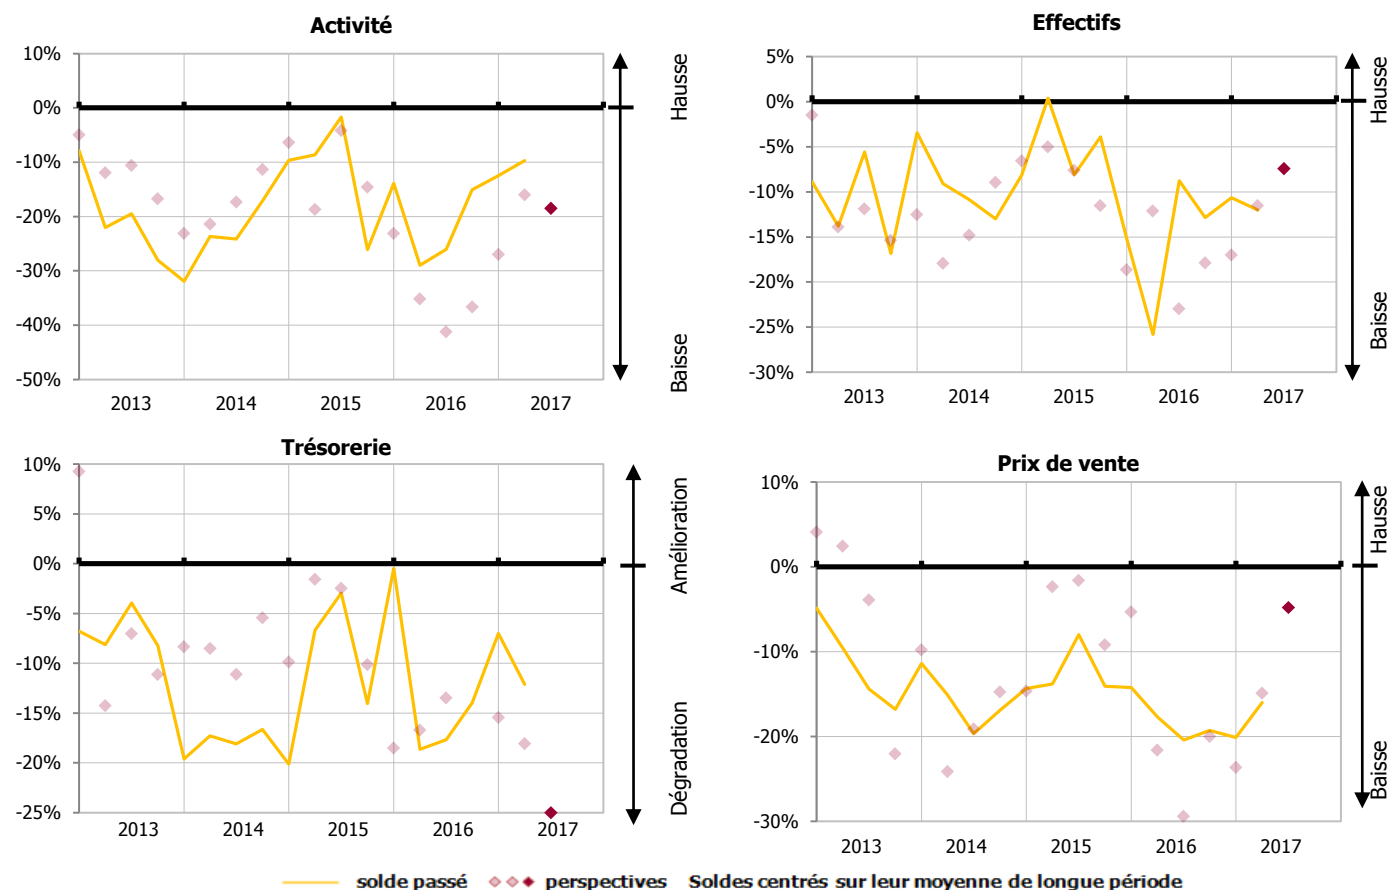 Activité
10%
0%
-10%
-20%
-30%
-40%
-50%
2013 2014 2015 2016 2017
Hausse
Baisse
Effectifs
5%
0%
-5%
-10%
-15%
-20%
-25%
-30%
2013 2014 2015 2016 2017
Hausse
Baisse
Trésorerie
10%
5%
0%
-5%
-10%
-15%
-20%
-25%
2013 2014 2015 2016 2017
Amélioration
Dégradation
Prix de vente
10%
0%
-10%
-20%
-30%
2013 2014 2015 2016 2017
Hausse
Baisse
solde passé perspectives Soldes centrés sur leur moyenne de longue période